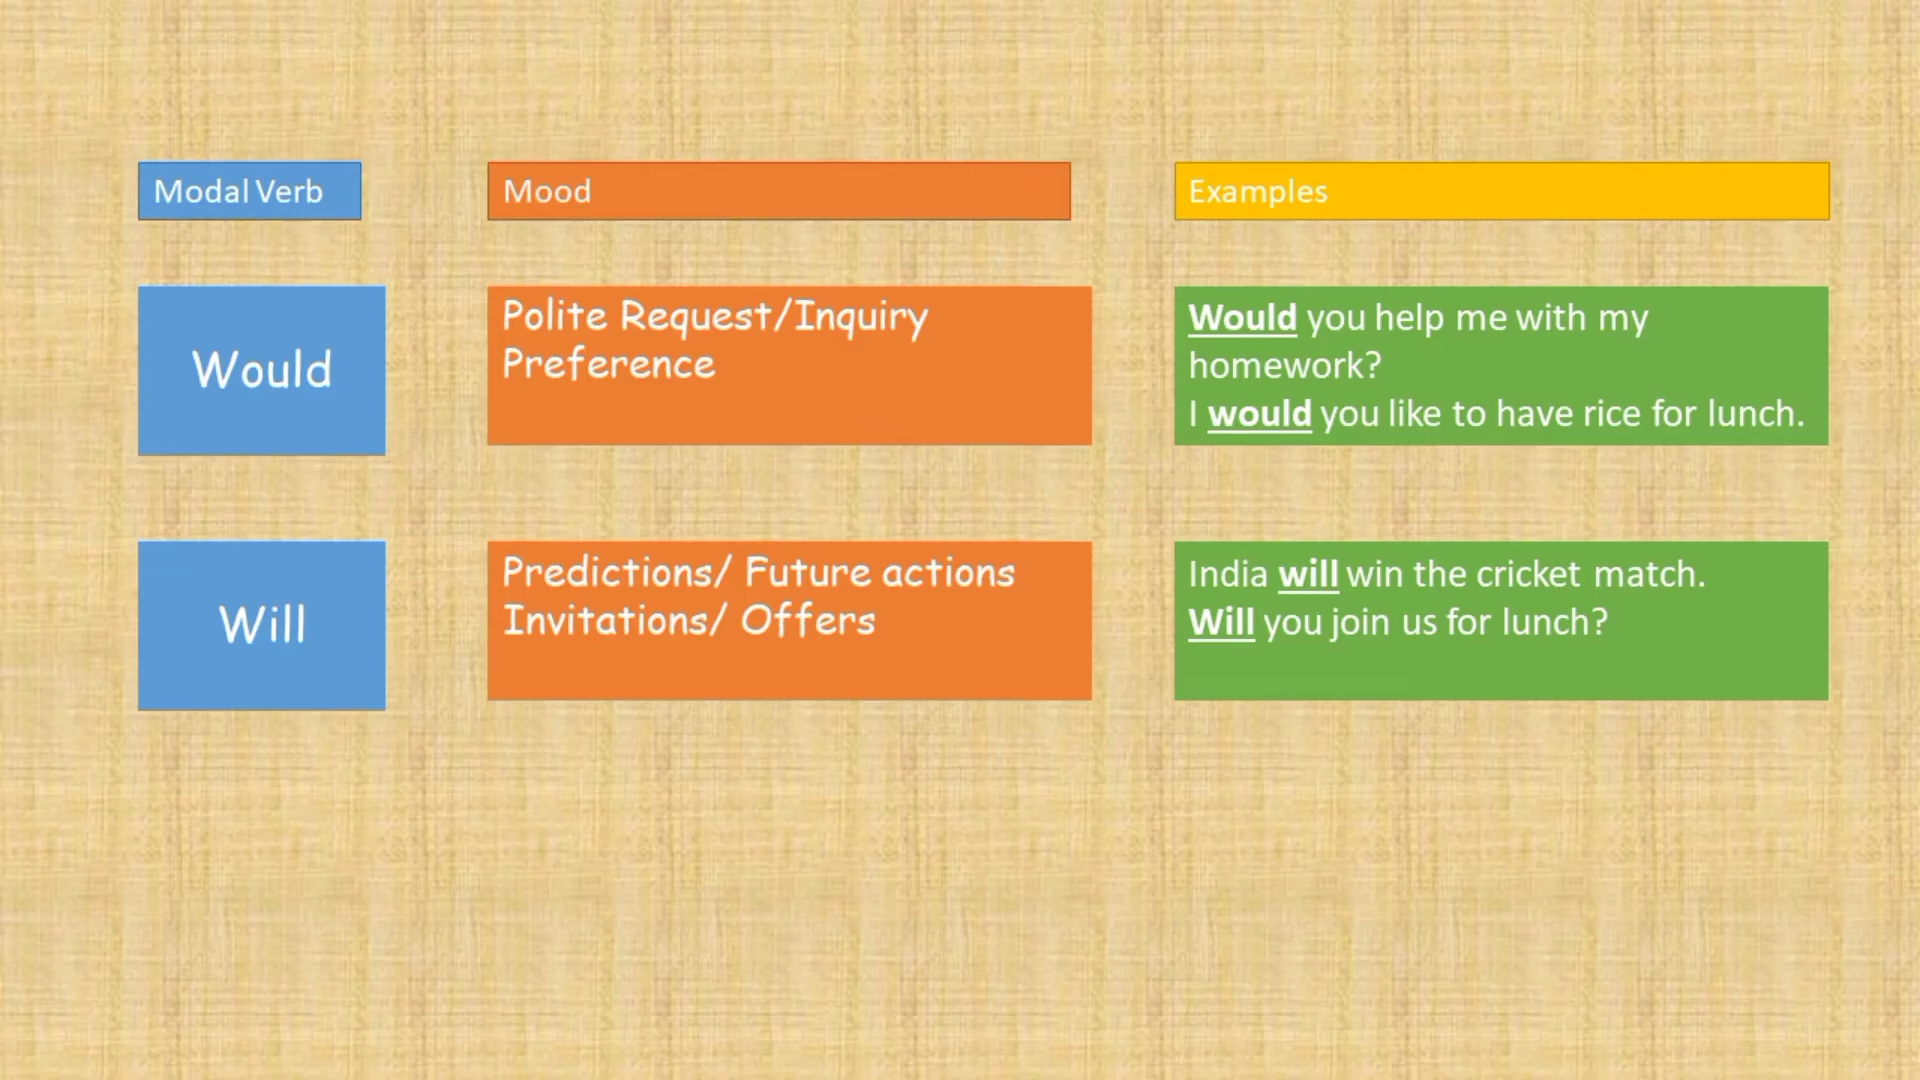 Modal Verb
Mood
Examples
Would
Polite Request/Inquiry
Preference
Would you help me with my
homework?
I would you like to have rice for lunch.
Will
Predictions/ Future actions
Invitations/ Offers
India will win the cricket match.
Will you join us for lunch?